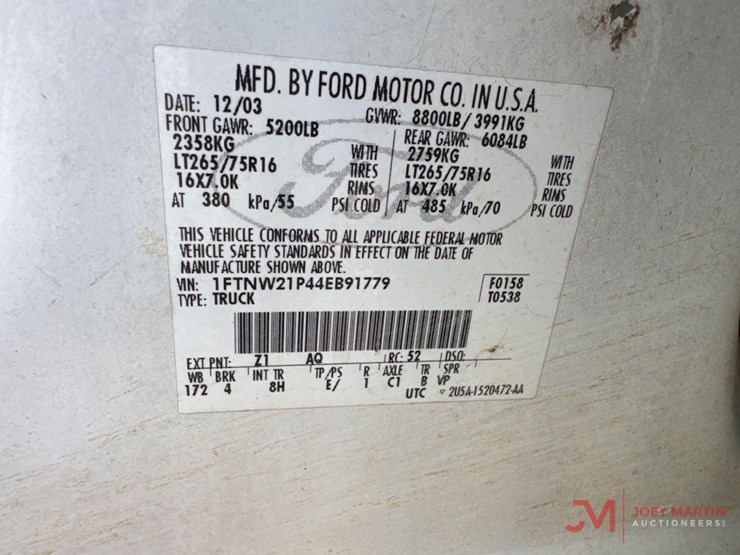 MFD. BY FORD MOTOR CO. IN U.S.A.
DATE: 12/03 GVWR: 8800LB/ 3991KG
FRONT GAWR: 5200LB REAR GAWR: 6084LB
2358KG WITH 2759KG WITH
LT265/75R16 TIRES LT265/75R16 TIRES
16X7.0K RIMS 16X7.0K RIMS
AT 380 kPa/55 PSI COLD AT 485 kPa/70 PSI COLD
Ford
THIS VEHICLE CONFORMS TO ALL APPLICABLE FEDERAL MOTOR
VEHICLE SAFETY STANDARDS IN EFFECT ON THE DATE OF
MANUFACTURE SHOWN ABOVE.
VIN: 1FTNW21P44EB91779 F0158
TYPE: TRUCK T0538
EXT PNT: Z1 AQ RC: 52 DSO:
WB BRK INT TR TP/PS R AXLE TR SPR
172 4 8H E/ 1 C1 B VP
UTC 2U5A-1520472-AA
JM JOEY MARTIN
AUCTIONEERS